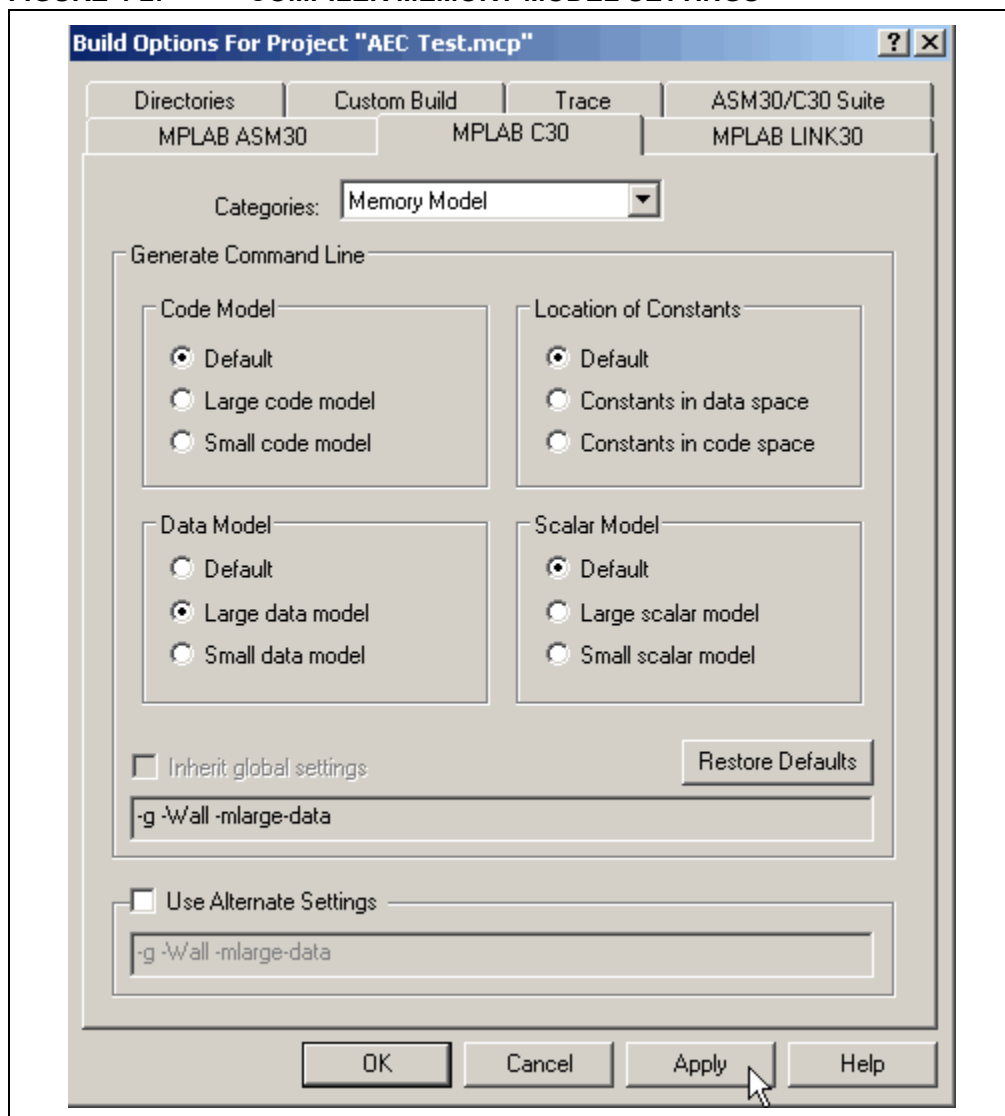 Build Options For Project "AEC Test.mcp"
Directories Custom Build Trace ASM30/C30 Suite
MPLAB ASM30 MPLAB C30 MPLAB LINK30
Categories: Memory Model
Generate Command Line
Code Model Location of Constants
Default Default
Large code model Constants in data space
Small code model Constants in code space
Data Model Scalar Model
Default Default
Large data model Large scalar model
Small data model Small scalar model
Inherit global settings Restore Defaults
-g -Wall -mlarge-data
Use Alternate Settings
-g -Wall -mlarge-data
OK Cancel Apply Help